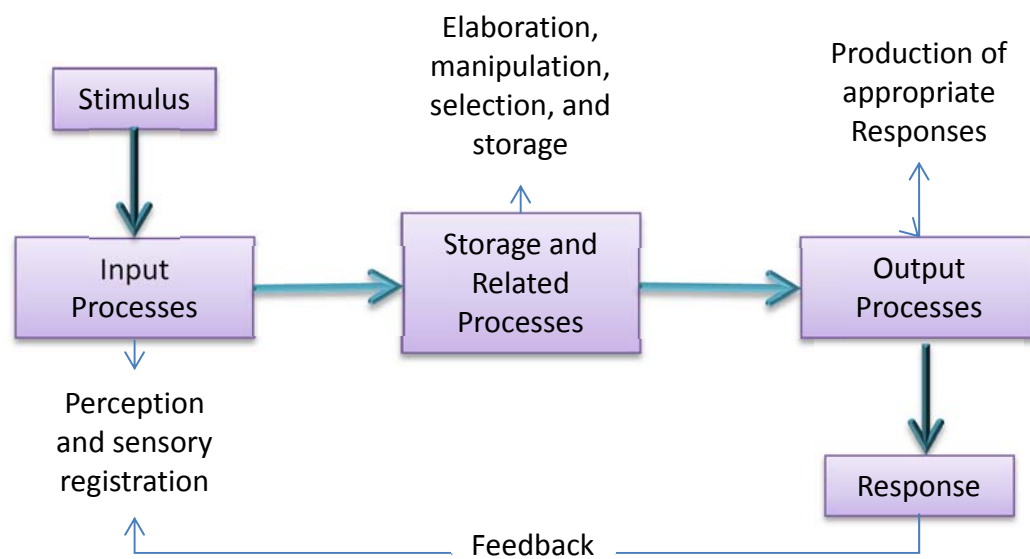 Stimulus
Elaboration,
manipulation,
selection, and
storage
Production of
appropriate
Responses
Input
Processes
Storage and
Related
Processes
Output
Processes
Perception
and sensory
registration
Response
Feedback